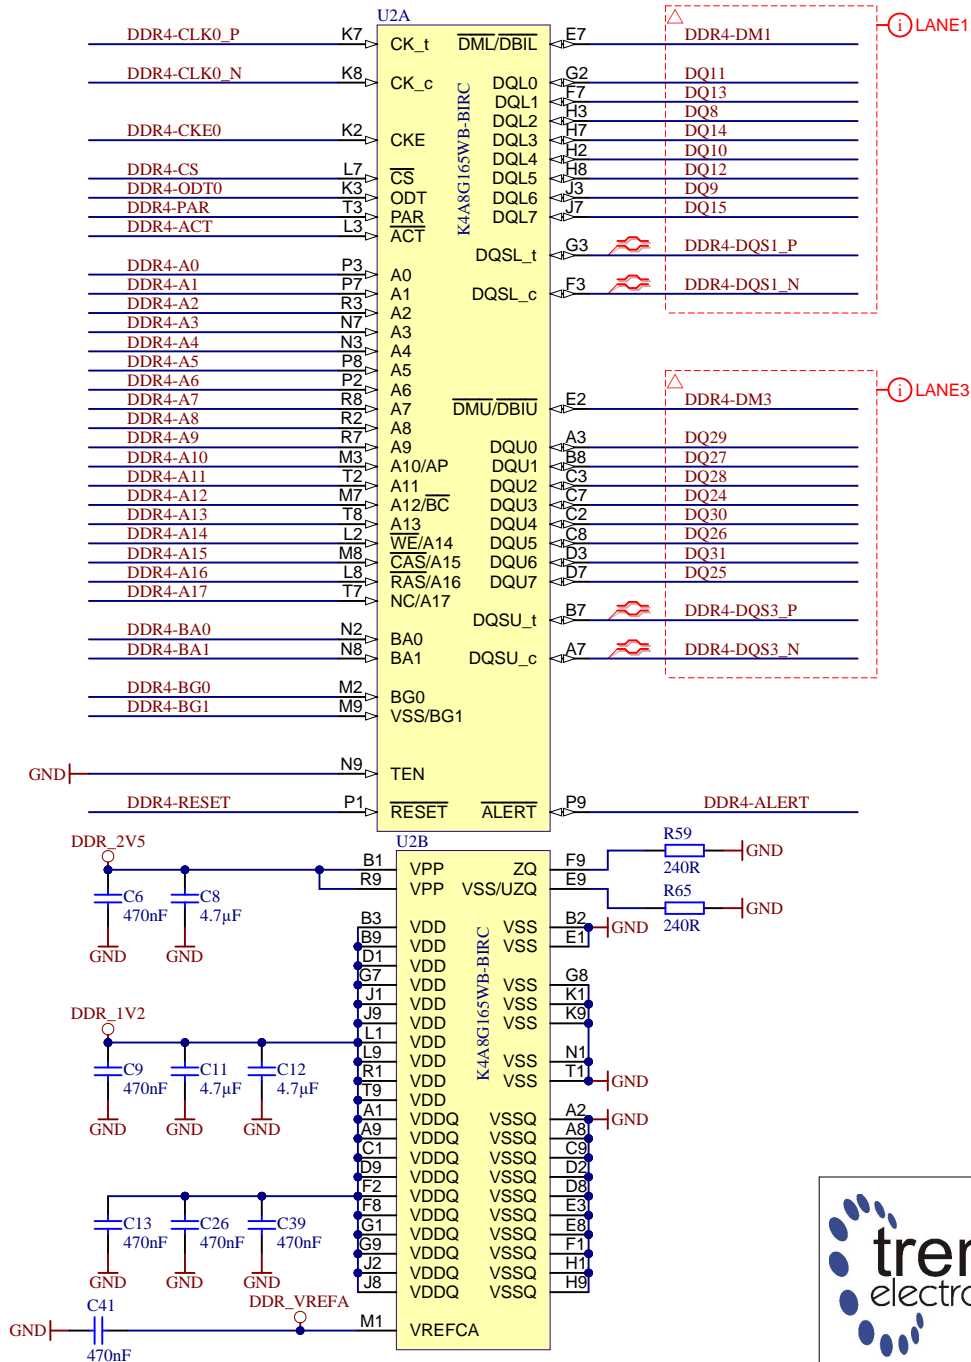 U2A
DDR4-CLK0_P K7 CK_t DML/DBIL E7 DDR4-DM1 LANE1
DDR4-CLK0_N K8 CK_c DQL0 G2 DQ11
DQL1 F7 DQ13
DQL2 H3 DQ8
DDR4-CKE0 K2 CKE DQL3 H7 DQ14
DQL4 H2 DQ10
DDR4-CS L7 CS DQL5 H8 DQ12
DDR4-ODT0 K3 ODT DQL6 J3 DQ9
DDR4-PAR T3 PAR DQL7 J7 DQ15
DDR4-ACT L3 ACT
DQSL_t G3 DDR4-DQS1_P
DDR4-A0 P3 A0
DDR4-A1 P7 A1 DQSL_c F3 DDR4-DQS1_N
DDR4-A2 R3 A2
DDR4-A3 N7 A3
DDR4-A4 N3 A4
DDR4-A5 P8 A5
DDR4-A6 P2 A6 LANE3
DDR4-A7 R8 A7 DMU/DBIU E2 DDR4-DM3
DDR4-A8 R2 A8
DDR4-A9 R7 A9 DQU0 A3 DQ29
DDR4-A10 M3 A10/AP DQU1 B8 DQ27
DDR4-A11 T2 A11 DQU2 C3 DQ28
DDR4-A12 M7 A12/BC DQU3 C7 DQ24
DDR4-A13 T8 A13 DQU4 C2 DQ30
DDR4-A14 L2 WE/A14 DQU5 C8 DQ26
DDR4-A15 M8 CAS/A15 DQU6 D3 DQ31
DDR4-A16 L8 RAS/A16 DQU7 D7 DQ25
DDR4-A17 T7 NC/A17
DQSU_t B7 DDR4-DQS3_P
DDR4-BA0 N2 BA0
DDR4-BA1 N8 BA1 DQSU_c A7 DDR4-DQS3_N
DDR4-BG0 M2 BG0
DDR4-BG1 M9 VSS/BG1
GND N9 TEN
DDR4-RESET P1 RESET ALERT P9 DDR4-ALERT
K4A8G165WB-BIRC
U2B
DDR_2V5 B1 VPP ZQ F9 R59 240R GND
R9 VPP VSS/UZQ E9 R65 240R GND
C6 470nF GND
C8 4.7µF GND
B3 VDD VSS B2 GND
B9 VDD VSS E1
D1 VDD
G7 VDD VSS G8
J1 VDD VSS K1
J9 VDD VSS K9
DDR_1V2 L1 VDD
L9 VDD VSS N1
R1 VDD VSS T1 GND
T9 VDD
C9 470nF GND
C11 4.7µF GND
C12 4.7µF GND
A1 VDDQ VSSQ A2 GND
A9 VDDQ VSSQ A8
C1 VDDQ VSSQ C9
D9 VDDQ VSSQ D2
F2 VDDQ VSSQ D8
F8 VDDQ VSSQ E3
G1 VDDQ VSSQ E8
G9 VDDQ VSSQ F1
J2 VDDQ VSSQ H1
J8 VDDQ VSSQ H9
C13 470nF GND
C26 470nF GND
C39 470nF GND
K4A8G165WB-BIRC
GND C41 470nF DDR_VREFA M1 VREFCA
tren
electro